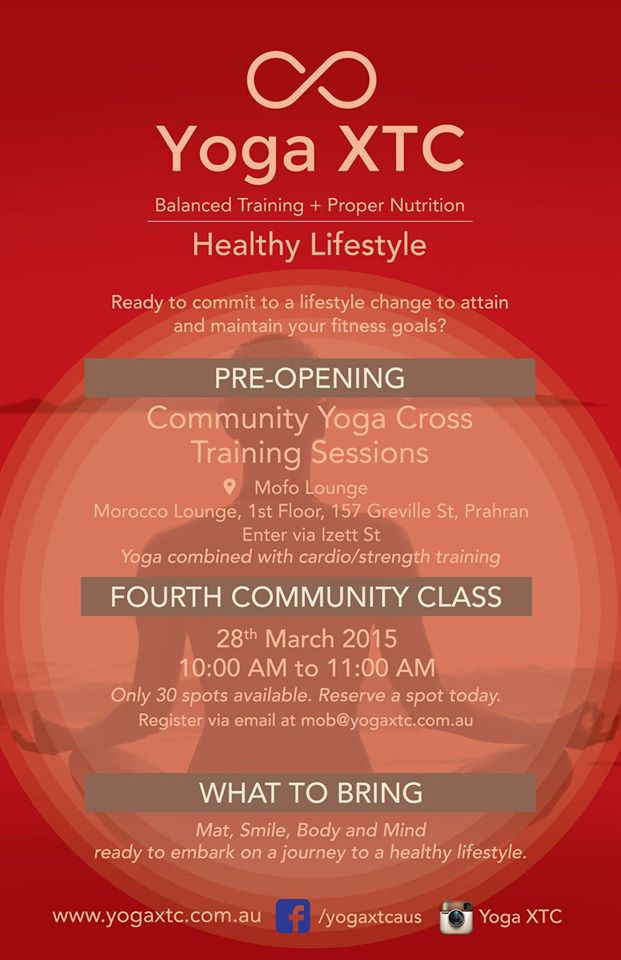 Yoga XTC
Balanced Training + Proper Nutrition
Healthy Lifestyle
Ready to commit to a lifestyle change to attain
and maintain your fitness goals?
PRE-OPENING
Community Yoga Cross
Training Sessions
Mofo Lounge
Morocco Lounge, 1st Floor, 157 Greville St, Prahran
Enter via Izett St
Yoga combined with cardio/strength training
FOURTH COMMUNITY CLASS
28th March 2015
10:00 AM to 11:00 AM
Only 30 spots available. Reserve a spot today.
Register via email at mob@yogaxtc.com.au
WHAT TO BRING
Mat, Smile, Body and Mind
ready to embark on a journey to a healthy lifestyle.
www.yogaxtc.com.au f /yogaxtcaus Yoga XTC